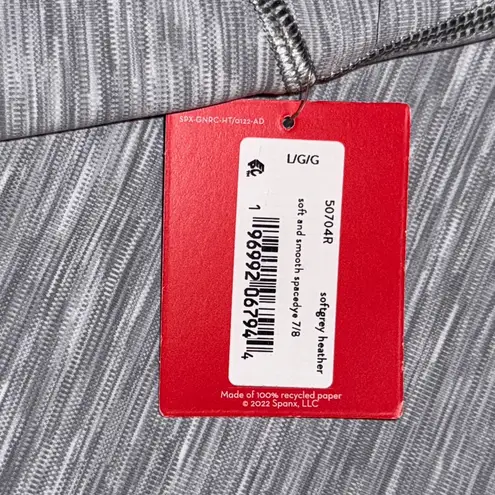 SPX-GNRC-HT/0122-AD
L/G/G
50704R
softgrey heather
soft and smooth spacedye 7/8
1 96992 06794 4
Made of 100% recycled paper
© 2022 Spanx, LLC